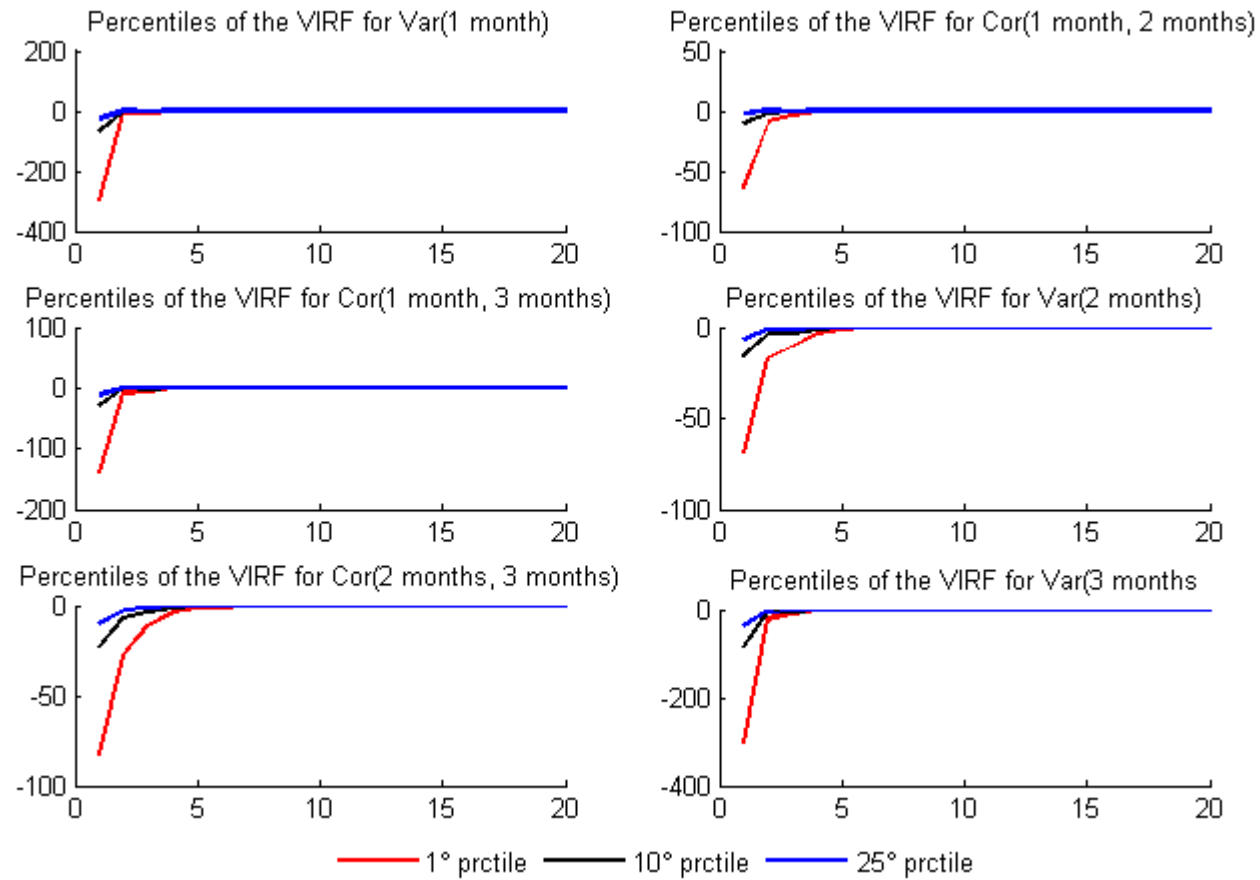 Percentiles of the VIRF for Var(1 month)
200
0
-200
-400
0 5 10 15 20
Percentiles of the VIRF for Cor(1 month, 2 months)
50
0
-50
-100
0 5 10 15 20
Percentiles of the VIRF for Cor(1 month, 3 months)
100
0
-100
-200
0 5 10 15 20
Percentiles of the VIRF for Var(2 months)
0
-50
-100
0 5 10 15 20
Percentiles of the VIRF for Cor(2 months, 3 months)
0
-50
-100
0 5 10 15 20
Percentiles of the VIRF for Var(3 months
0
-200
-400
0 5 10 15 20
1° prctile 10° prctile 25° prctile